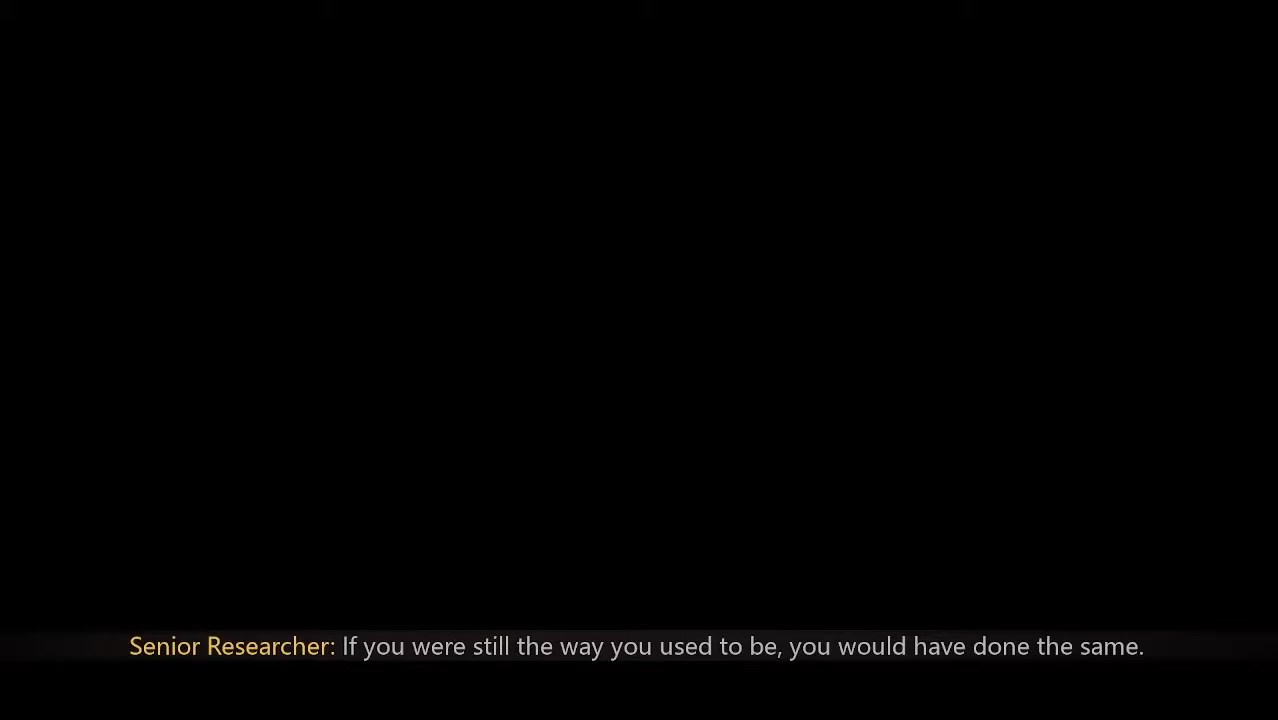 Senior Researcher: If you were still the way you used to be, you would have done the same.